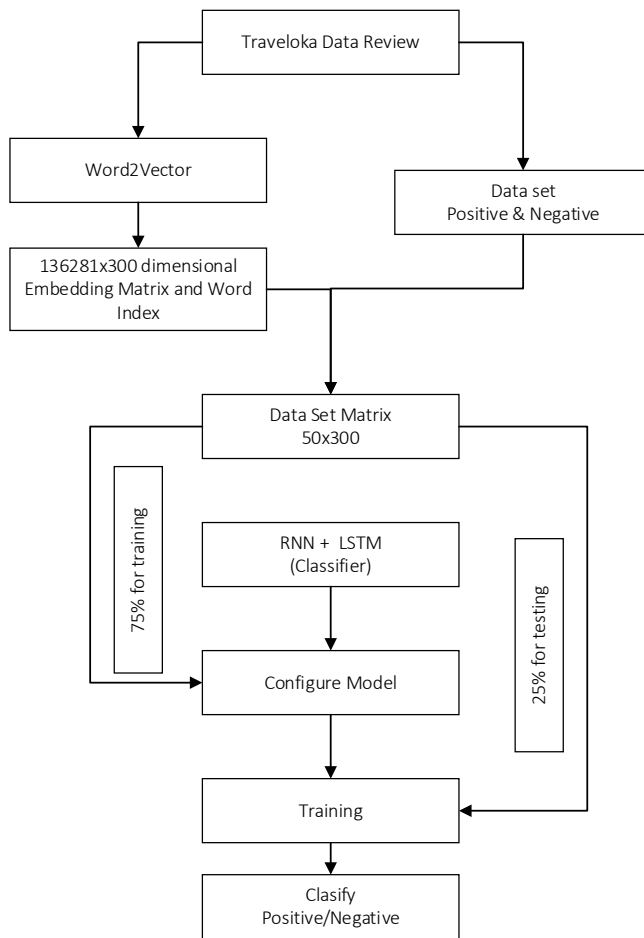 Traveloka Data Review
Word2Vector
Data set
Positive & Negative
136281x300 dimensional
Embedding Matrix and Word
Index
Data Set Matrix
50x300
75% for training
RNN + LSTM
(Classifier)
25% for testing
Configure Model
Training
Clasify
Positive/Negative